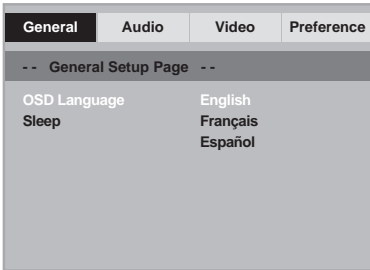 General Audio Video Preference
- - General Setup Page - -
OSD Language English
Sleep Français
Español